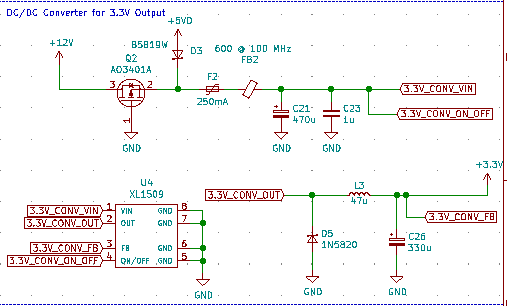 DC/DC Converter for 3.3V Output
+5VD
+12V
B5819W
D3
600 @ 100 MHz
FB2
Q2
AO3401A
3
2
1
F2
250mA
GND
C21
470u
GND
C23
1u
GND
3.3V_CONV_VIN
3.3V_CONV_ON_OFF
U4
XL1509
3.3V_CONV_VIN
1
VIN
GND
8
3.3V_CONV_OUT
2
OUT
GND
7
3.3V_CONV_FB
3
FB
GND
6
3.3V_CONV_ON_OFF
4
ON/OFF
GND
5
GND
3.3V_CONV_OUT
L3
47u
+3.3V
3.3V_CONV_FB
D5
1N5820
GND
C26
330u
GND